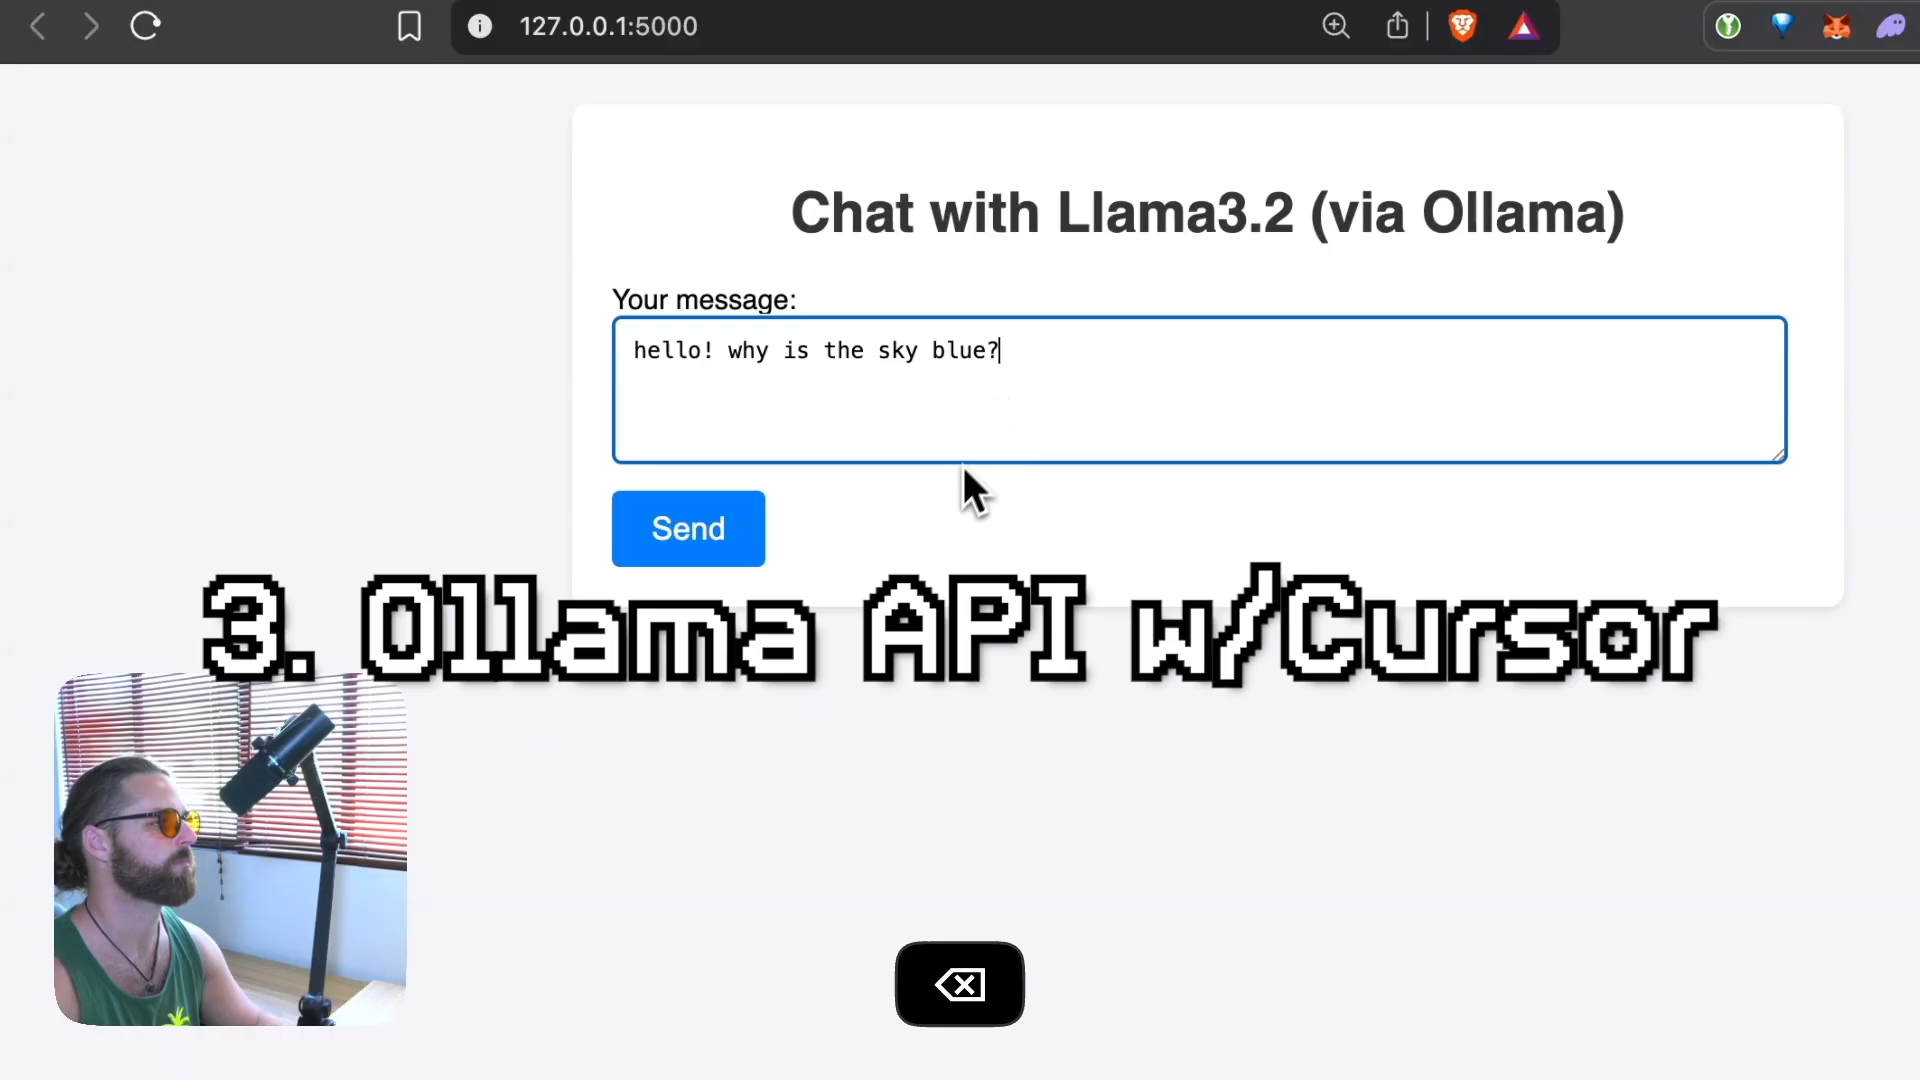 127.0.0.1:5000
Chat with Llama3.2 (via Ollama)
Your message:
hello! why is the sky blue?
Send
3. Ollama API w/Cursor